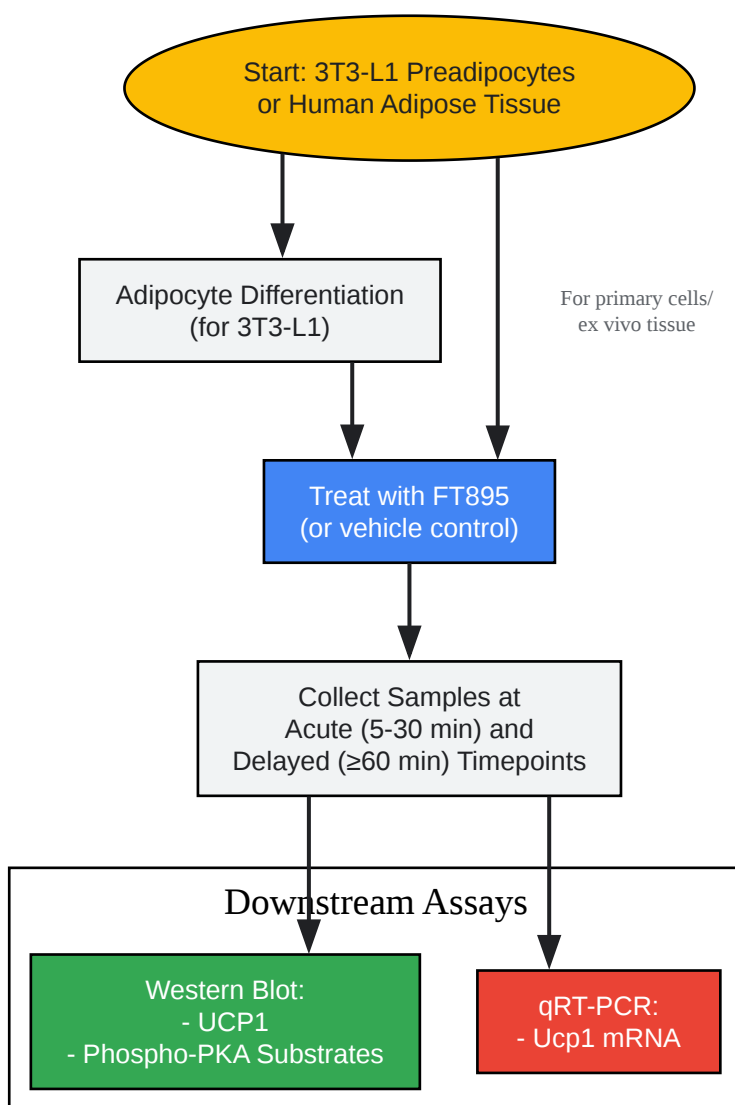 Start: 3T3-L1 Preadipocytes
or Human Adipose Tissue
Adipocyte Differentiation
(for 3T3-L1)
For primary cells/
ex vivo tissue
Treat with FT895
(or vehicle control)
Collect Samples at
Acute (5-30 min) and
Delayed (≥60 min) Timepoints
Downstream Assays
Western Blot:
- UCP1
- Phospho-PKA Substrates
qRT-PCR:
- Ucp1 mRNA